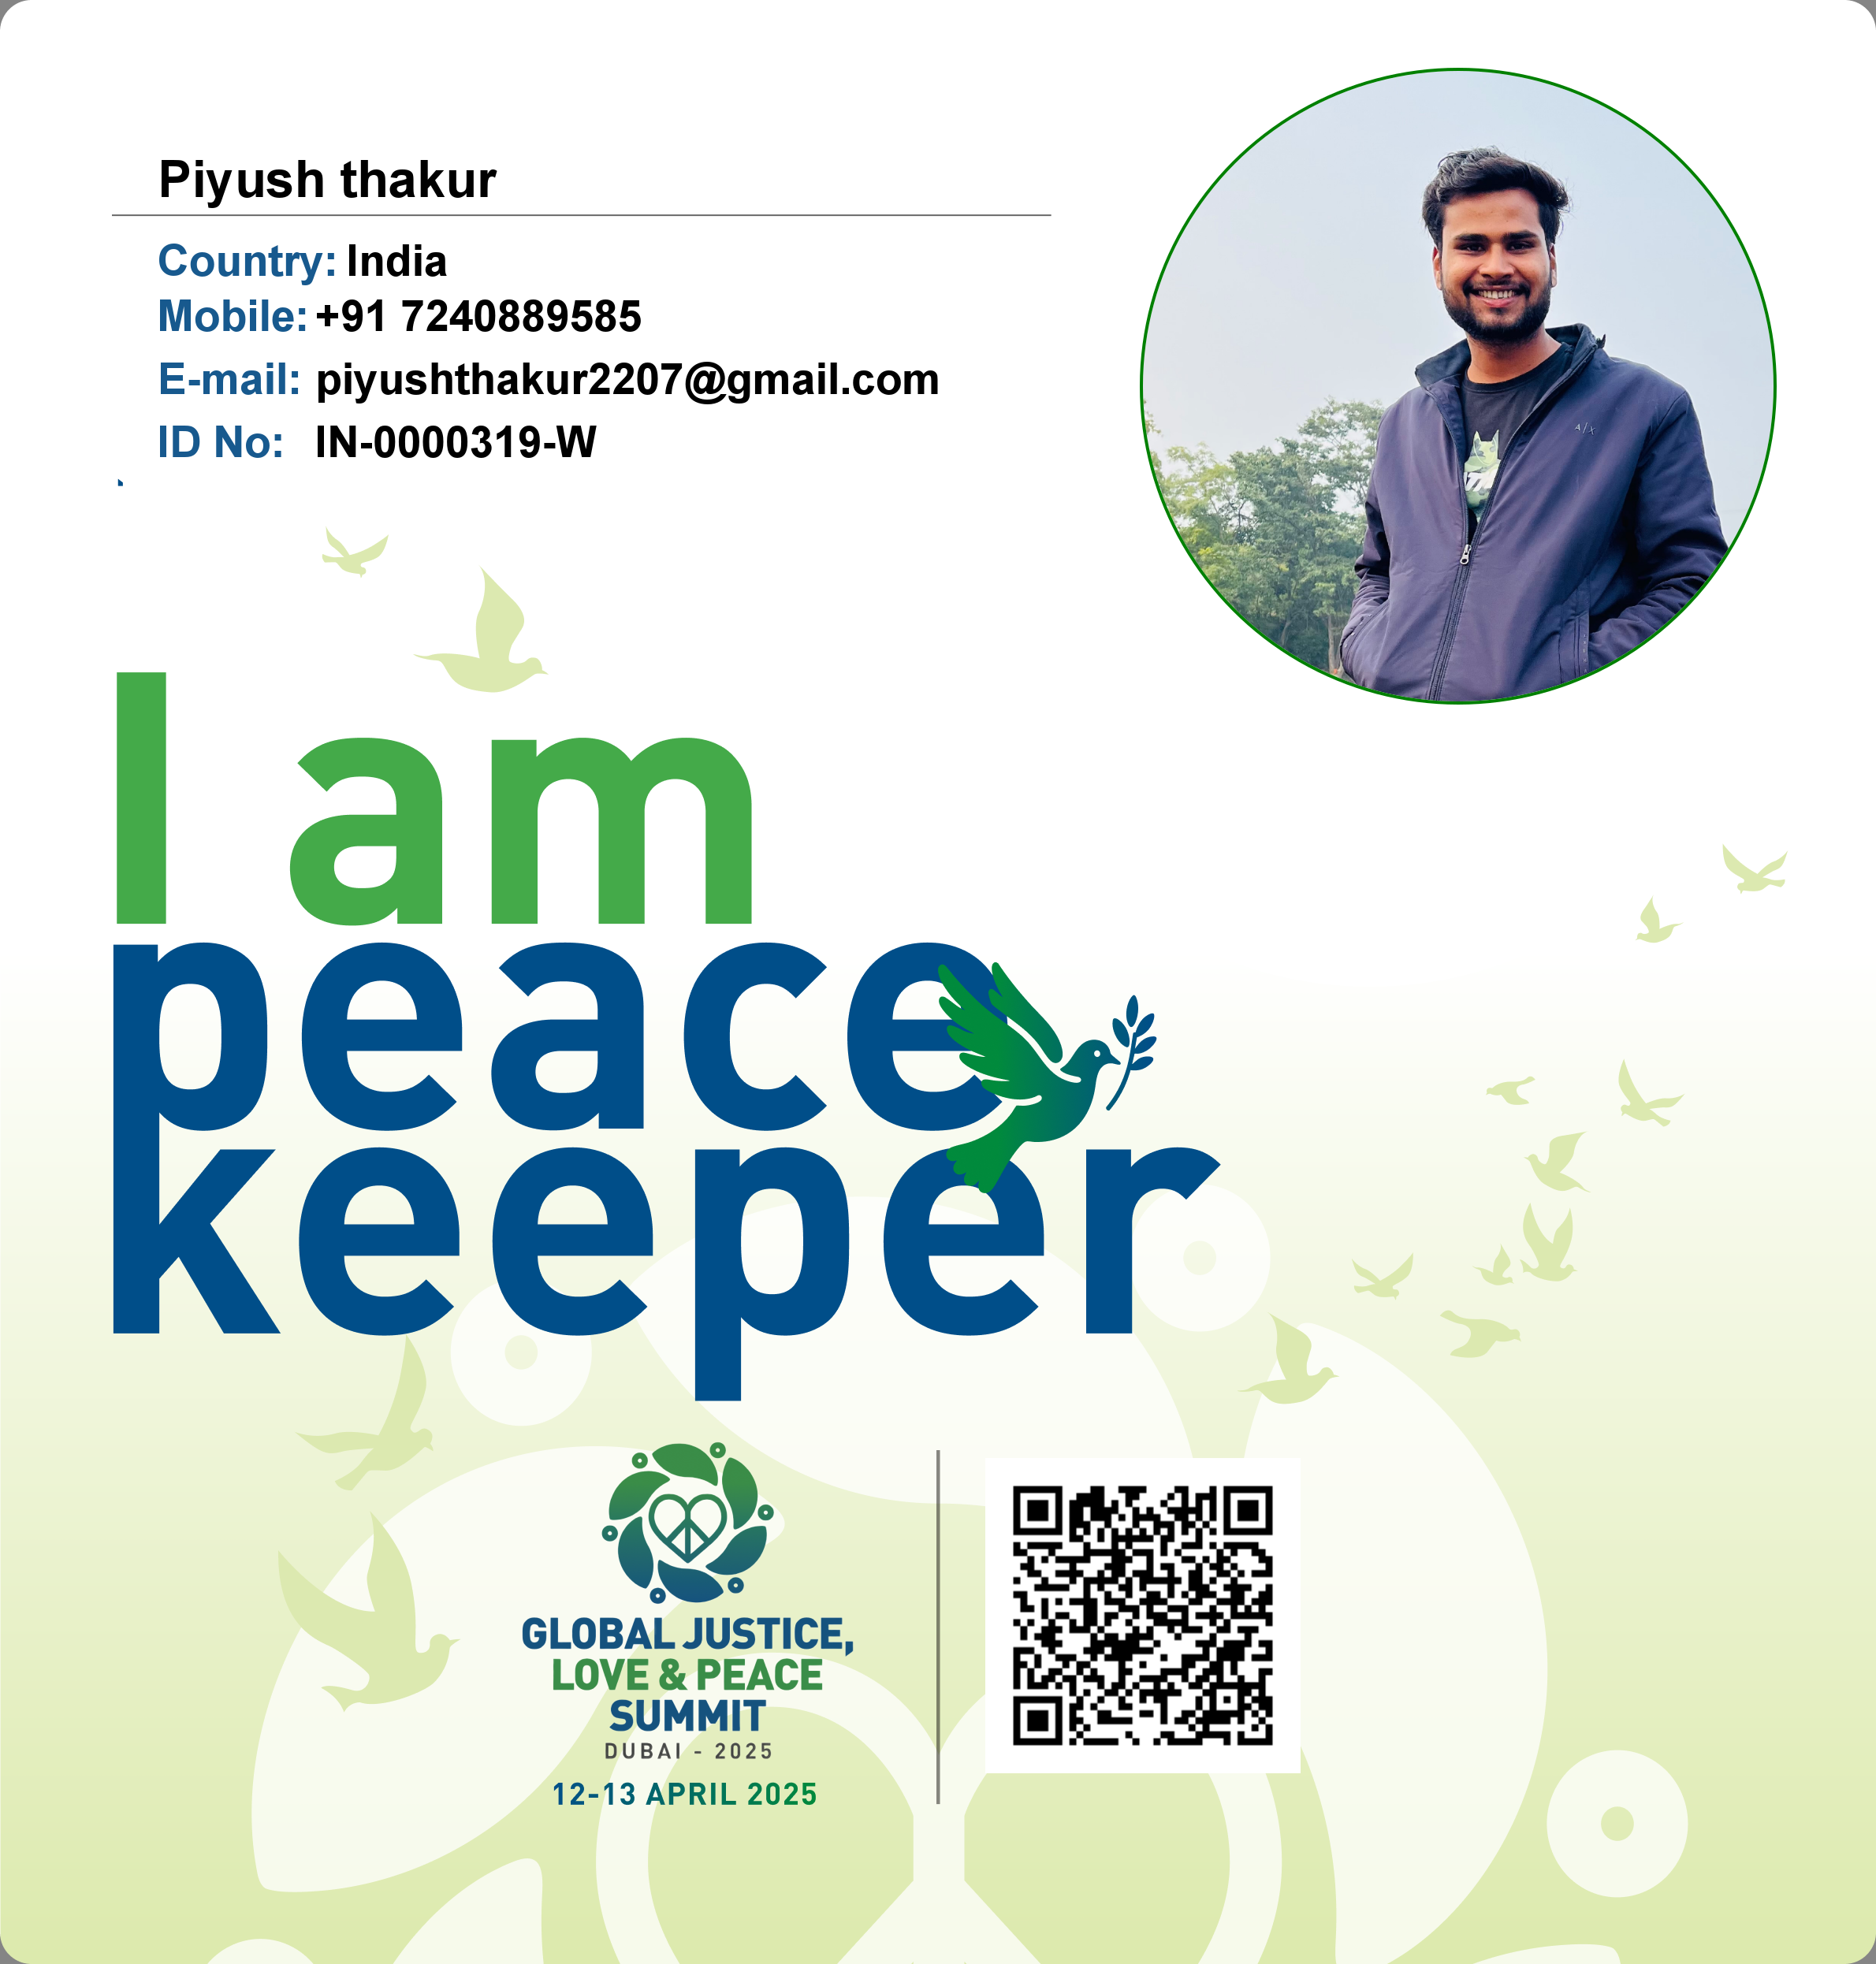 Piyush thakur
Country: India
Mobile: +91 7240889585
E-mail: piyushthakur2207@gmail.com
ID No: IN-0000319-W
A/X
I am
peace
keeper
GLOBAL JUSTICE,
LOVE & PEACE
SUMMIT
DUBAI - 2025
12-13 APRIL 2025